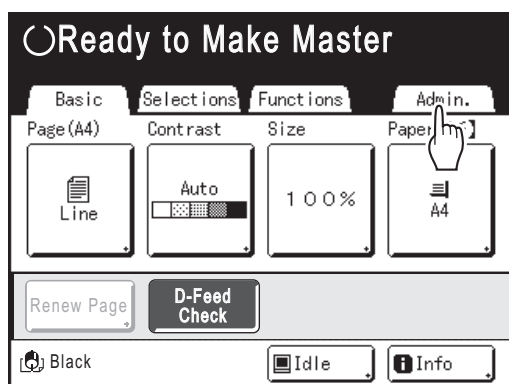 Ready to Make Master
Basic Selections Functions Admin.
Page(A4) Contrast Size Paper
Line Auto 100% A4
Renew Page D-Feed Check
Black Idle Info